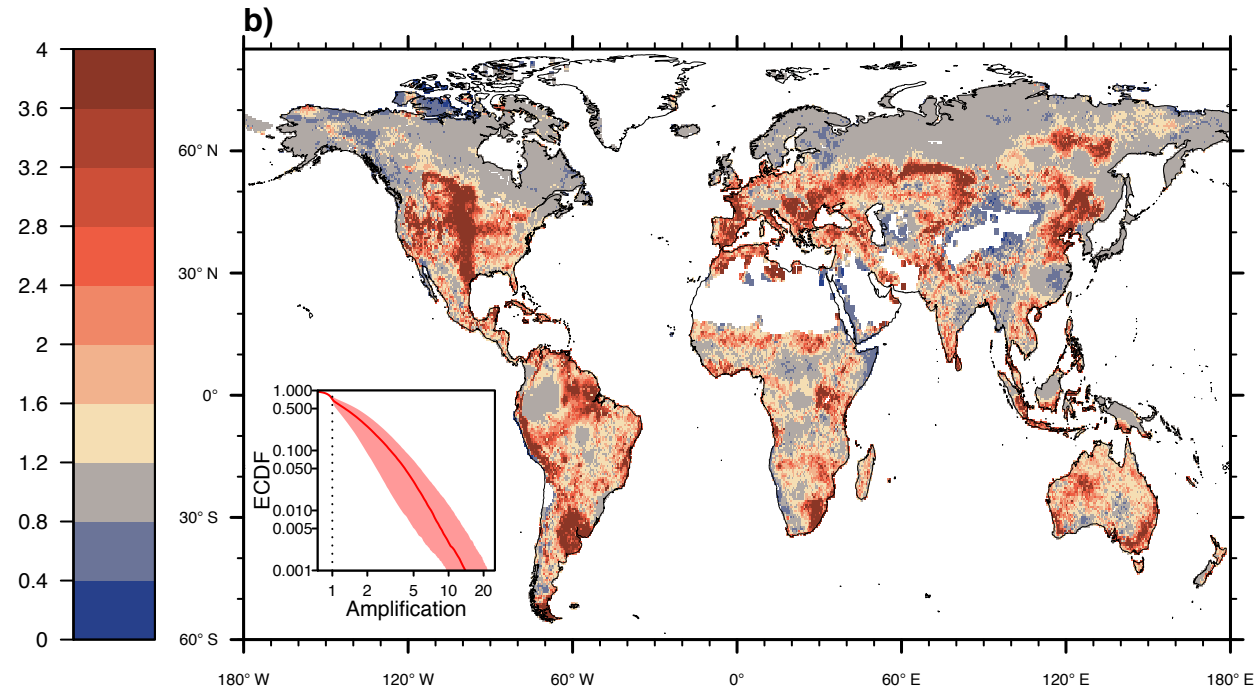 b)
4
3.6
3.2
2.8
2.4
2
1.6
1.2
0.8
0.4
0
60° N
30° N
0°
30° S
60° S
180° W
120° W
60° W
0°
60° E
120° E
180° E
ECDF
1.000
0.500
0.100
0.050
0.010
0.005
0.001
1 2 5 10 20
Amplification